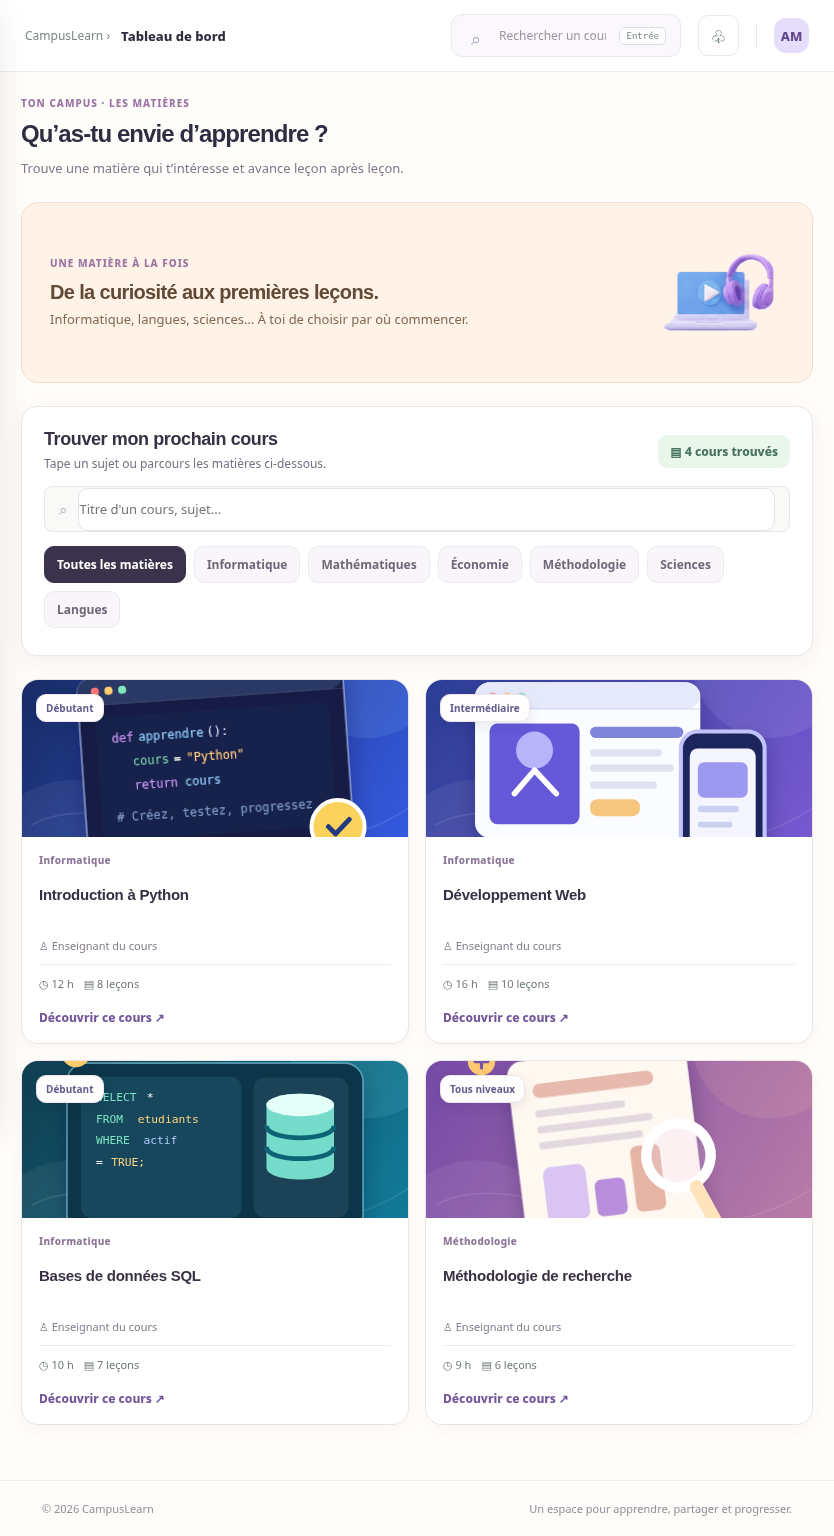 CampusLearn › Tableau de bord
Rechercher un cour
Entrée
AM
TON CAMPUS · LES MATIÈRES
Qu’as-tu envie d’apprendre ?
Trouve une matière qui t’intéresse et avance leçon après leçon.
UNE MATIÈRE À LA FOIS
De la curiosité aux premières leçons.
Informatique, langues, sciences… À toi de choisir par où commencer.
Trouver mon prochain cours
Tape un sujet ou parcours les matières ci-dessous.
4 cours trouvés
Titre d'un cours, sujet...
Toutes les matières
Informatique
Mathématiques
Économie
Méthodologie
Sciences
Langues
Débutant
def apprendre():
cours = "Python"
return cours
# Créez, testez, progressez
Informatique
Introduction à Python
Enseignant du cours
12 h 8 leçons
Découvrir ce cours ↗
Intermédiaire
Informatique
Développement Web
Enseignant du cours
16 h 10 leçons
Découvrir ce cours ↗
Débutant
ELECT *
FROM etudiants
WHERE actif
= TRUE;
Informatique
Bases de données SQL
Enseignant du cours
10 h 7 leçons
Découvrir ce cours ↗
Tous niveaux
Méthodologie
Méthodologie de recherche
Enseignant du cours
9 h 6 leçons
Découvrir ce cours ↗
© 2026 CampusLearn
Un espace pour apprendre, partager et progresser.